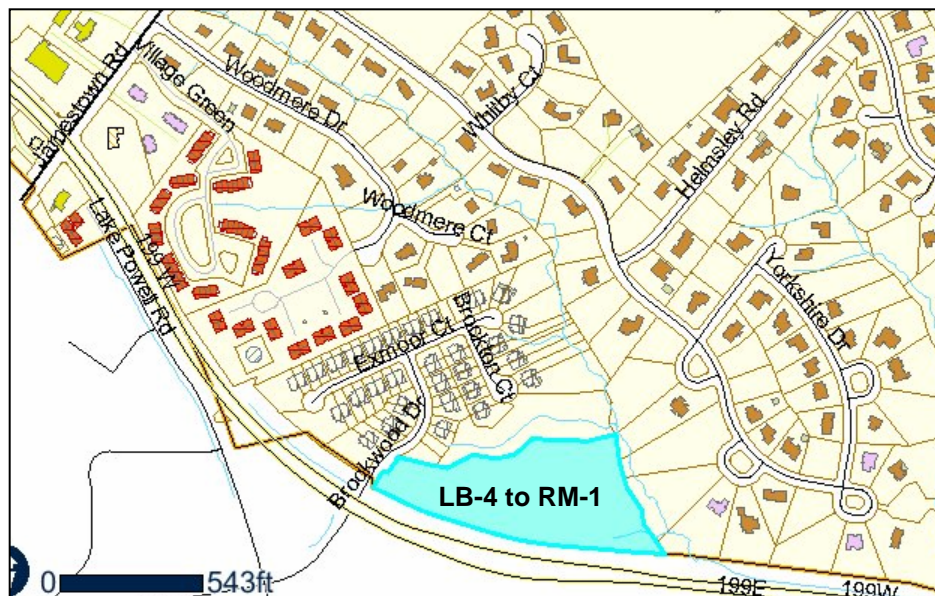 Jamestown Rd
Village Green
Woodmere Dr
Whitby Ct
Helmsley Rd
Woodmere Ct
Lake Powell Rd
199 W
Yorkshire Dr
Brockton Ct
Exmoor Ct
Brookwood Dr
LB-4 to RM-1
0 543ft
199E
199W